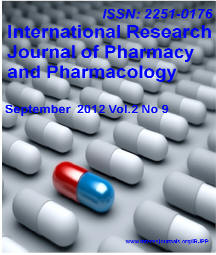 ISSN: 2251-0176
International Research
Journal of Pharmacy
and Pharmacology
September 2012 Vol.2 No 9